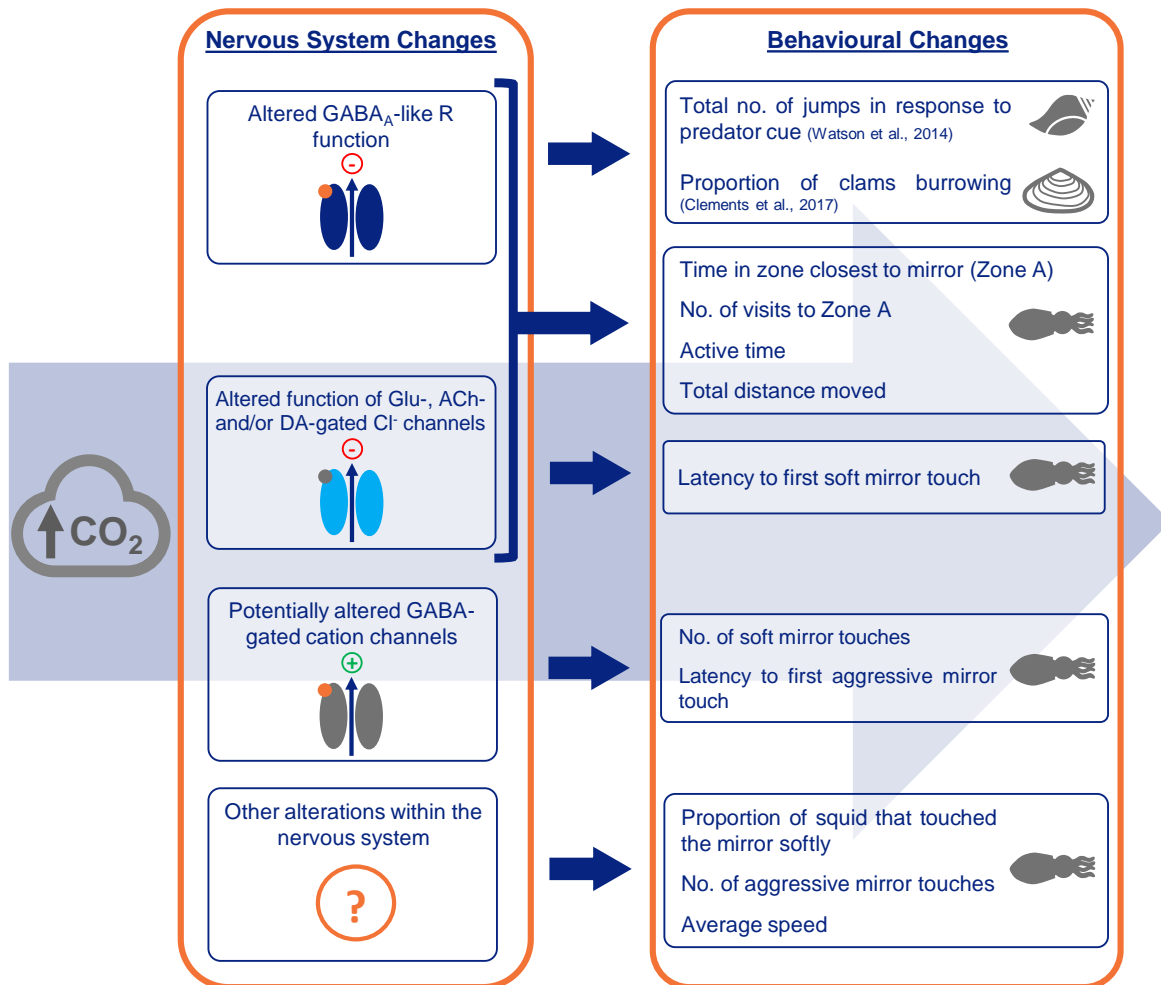 Nervous System Changes
Altered GABA_A-like R
function
-
Altered function of Glu-, ACh-
and/or DA-gated Cl⁻ channels
-
Potentially altered GABA-
gated cation channels
+
Other alterations within the
nervous system
?
↑ CO₂
Behavioural Changes
Total no. of jumps in response to
predator cue (Watson et al., 2014)
Proportion of clams burrowing
(Clements et al., 2017)
Time in zone closest to mirror (Zone A)
No. of visits to Zone A
Active time
Total distance moved
Latency to first soft mirror touch
No. of soft mirror touches
Latency to first aggressive mirror
touch
Proportion of squid that touched
the mirror softly
No. of aggressive mirror touches
Average speed